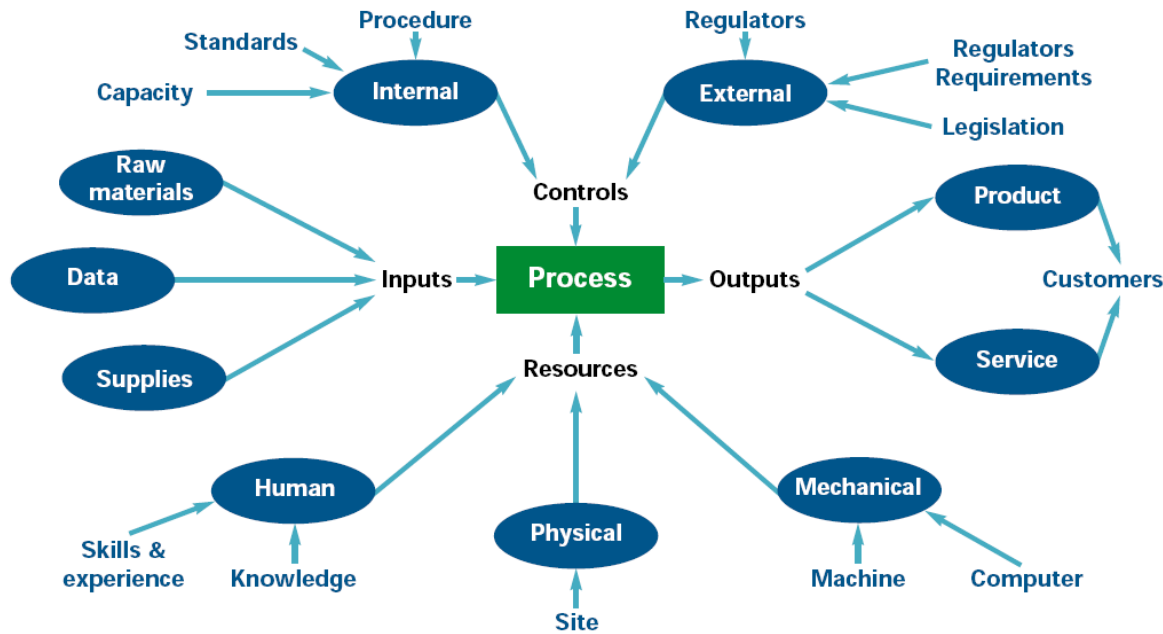 Procedure
Regulators
Standards
Regulators
Requirements
Capacity
Internal
External
Legislation
Raw
materials
Controls
Product
Data
Inputs
Process
Outputs
Customers
Supplies
Resources
Service
Human
Mechanical
Physical
Skills &
experience
Knowledge
Machine
Computer
Site